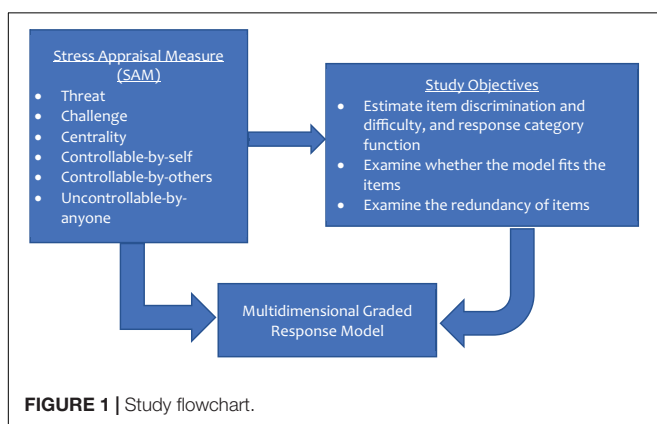 Stress Appraisal Measure
(SAM)
• Threat
• Challenge
• Centrality
• Controllable-by-self
• Controllable-by-others
• Uncontrollable-by-
anyone
Study Objectives
• Estimate item discrimination and
difficulty, and response category
function
• Examine whether the model fits the
items
• Examine the redundancy of items
Multidimensional Graded
Response Model
FIGURE 1 | Study flowchart.